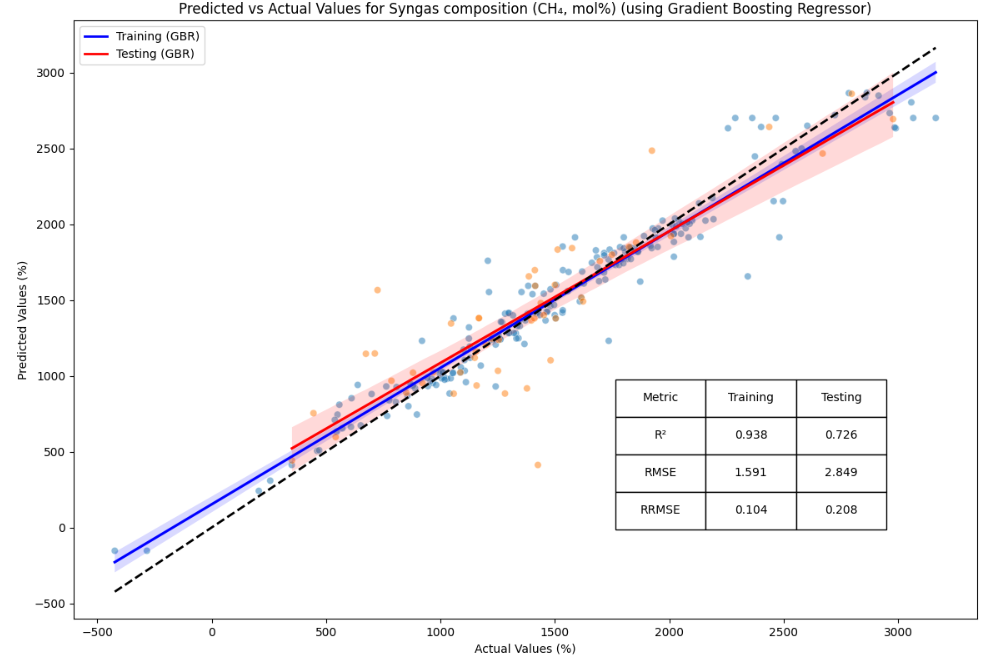 Predicted vs Actual Values for Syngas composition (CH₄, mol%) (using Gradient Boosting Regressor)
Training (GBR)
Testing (GBR)
Predicted Values (%)
3000
2500
2000
1500
1000
500
0
−500
Metric Training Testing
R² 0.938 0.726
RMSE 1.591 2.849
RRMSE 0.104 0.208
−500 0 500 1000 1500 2000 2500 3000
Actual Values (%)